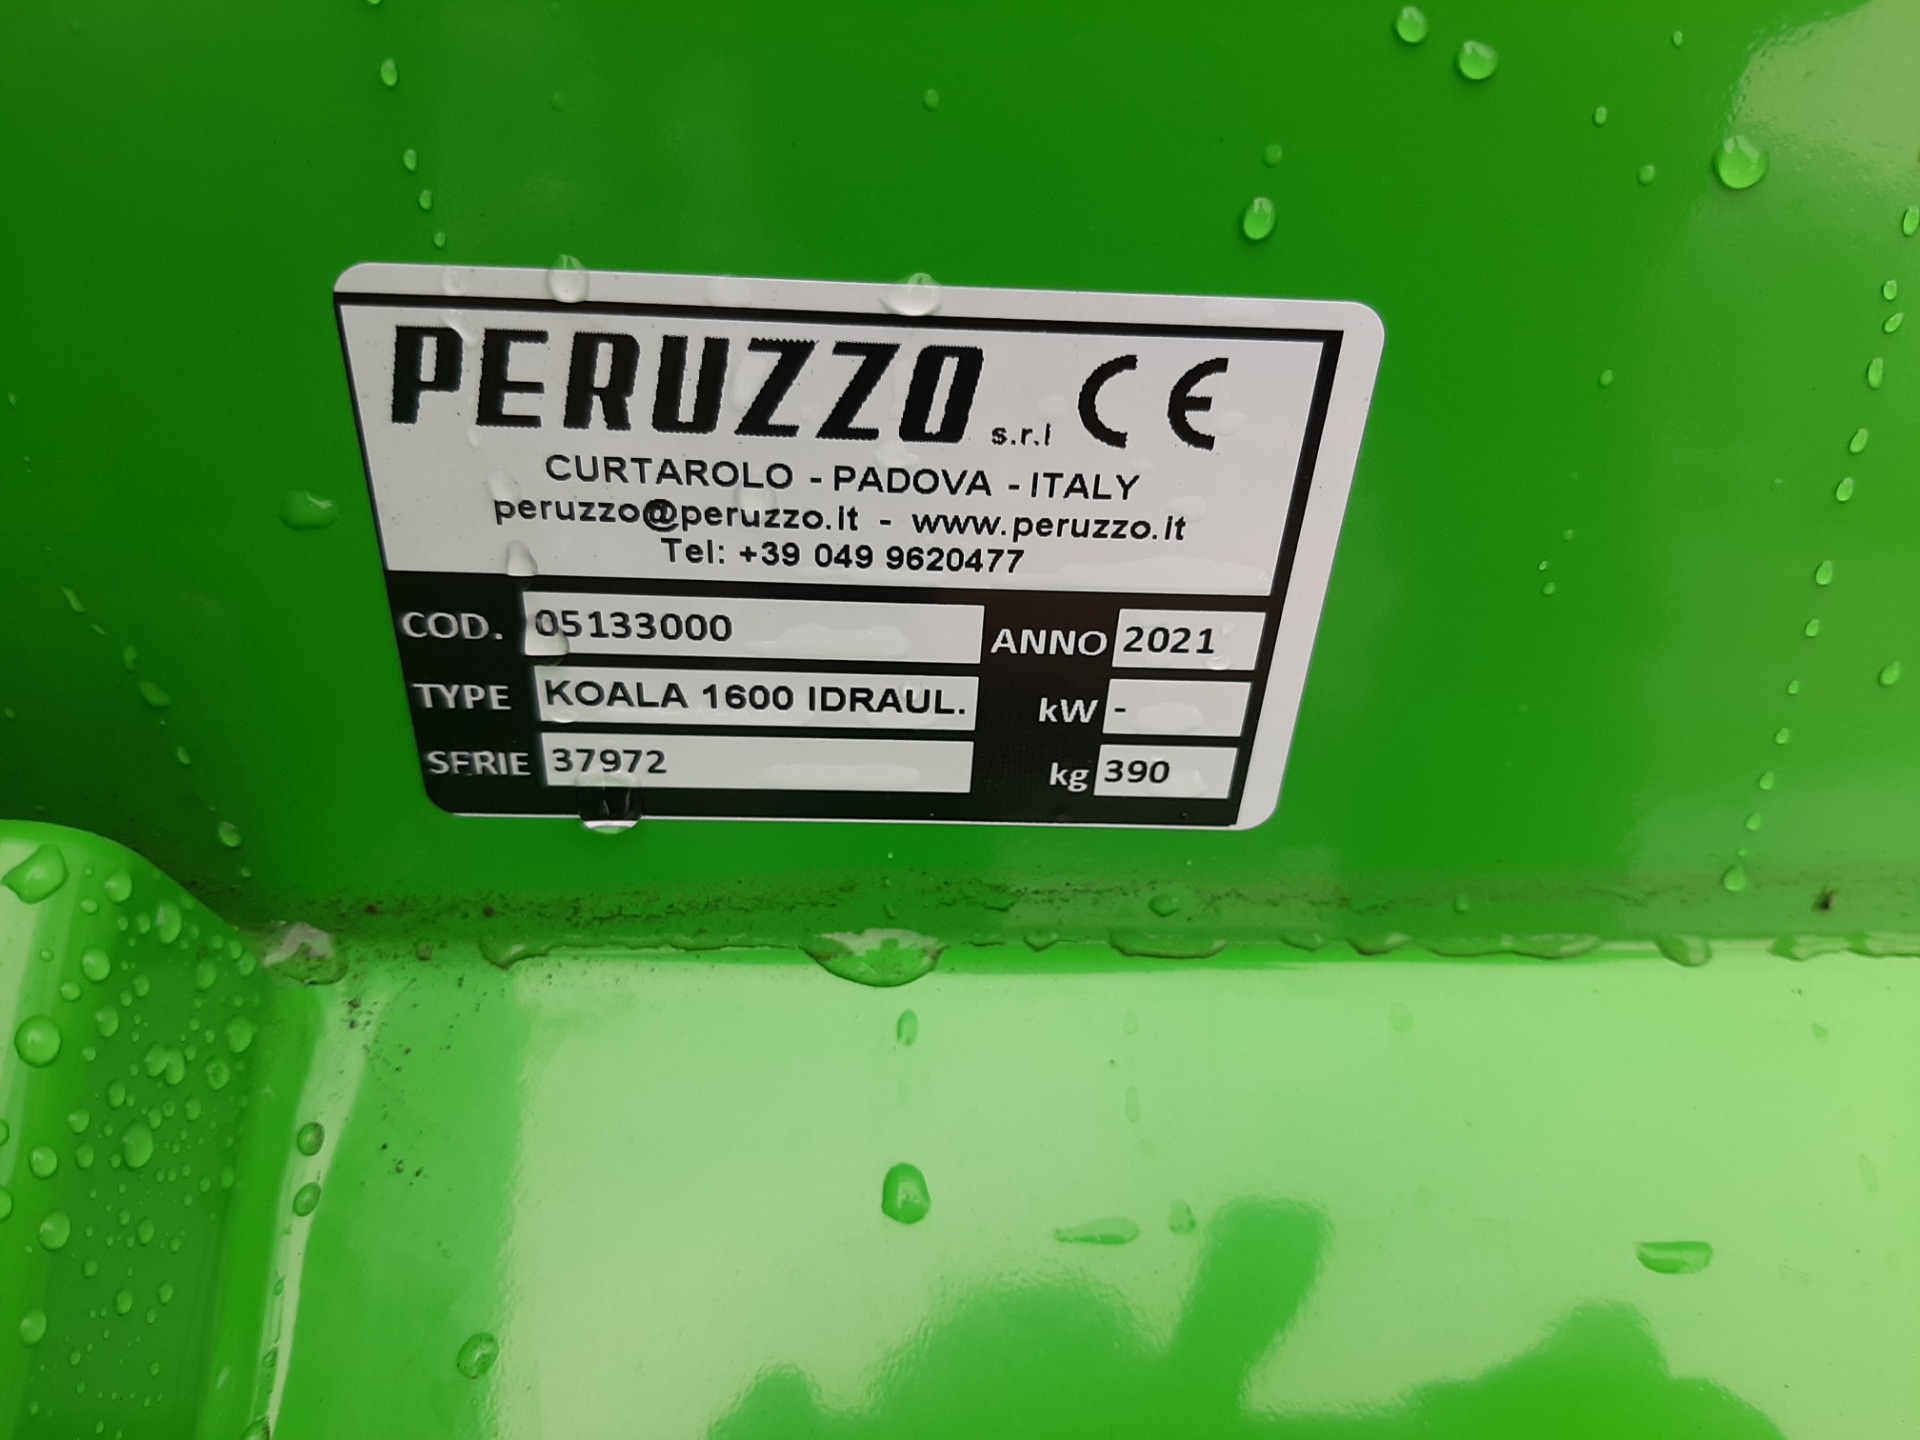 PERUZZO s.r.l CE
CURTAROLO - PADOVA - ITALY
peruzzo@peruzzo.it - www.peruzzo.it
Tel: +39 049 9620477
COD. 05133000 ANNO 2021
TYPE KOALA 1600 IDRAUL. kW -
SERIE 37972 kg 390